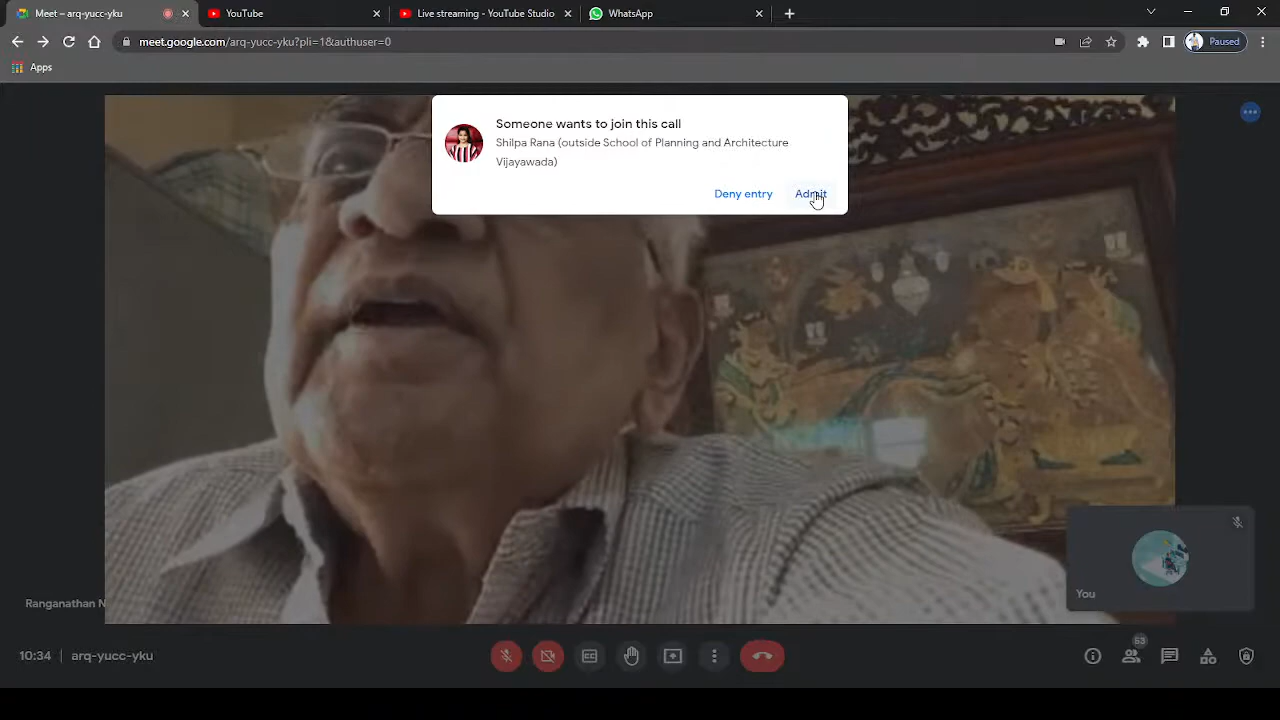 Meet – arq-yucc-yku
YouTube
Live streaming - YouTube Studio
WhatsApp
meet.google.com/arq-yucc-yku?pli=1&authuser=0
Paused
Apps
Someone wants to join this call
Shilpa Rana (outside School of Planning and Architecture
Vijayawada)
Deny entry
Admit
You
Ranganathan N
10:34 | arq-yucc-yku
CC
53